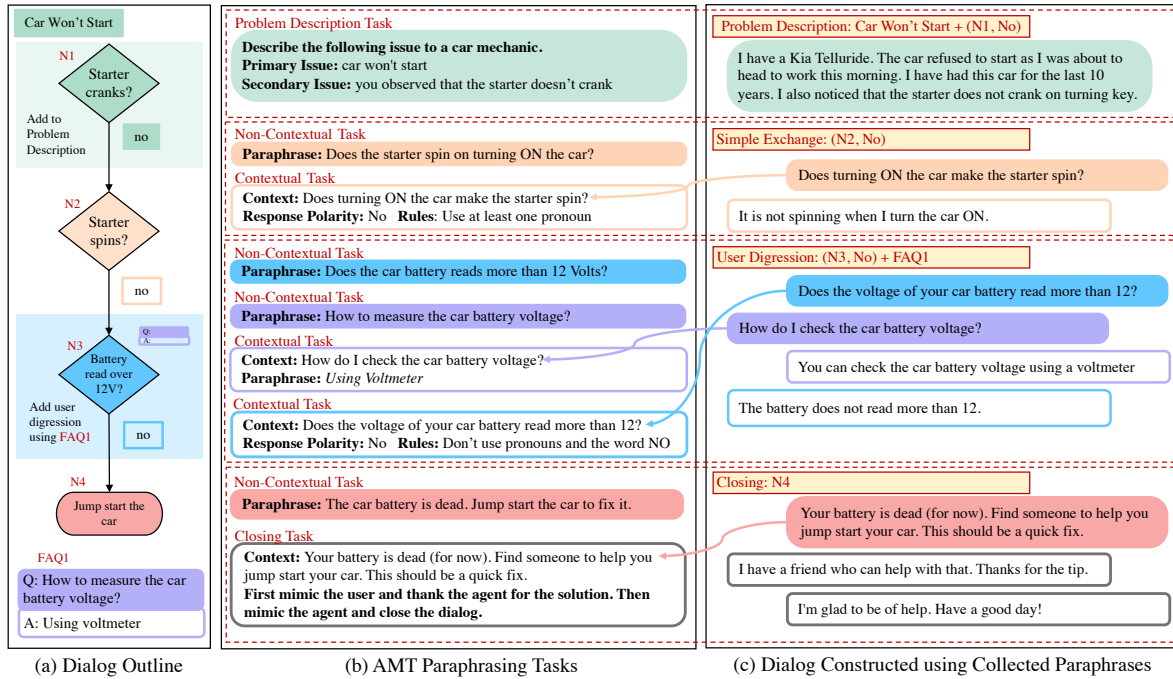 Car Won't Start
N1
Starter
cranks?
Add to
Problem
Description
no
N2
Starter
spins?
no
Q:
A:
N3
Battery
read over
12V?
Add user
digression
using FAQ1
no
N4
Jump start the
car
FAQ1
Q: How to measure the car
battery voltage?
A: Using voltmeter
(a) Dialog Outline
Problem Description Task
Describe the following issue to a car mechanic.
Primary Issue: car won't start
Secondary Issue: you observed that the starter doesn't crank
Non-Contextual Task
Paraphrase: Does the starter spin on turning ON the car?
Contextual Task
Context: Does turning ON the car make the starter spin?
Response Polarity: No Rules: Use at least one pronoun
Non-Contextual Task
Paraphrase: Does the car battery reads more than 12 Volts?
Non-Contextual Task
Paraphrase: How to measure the car battery voltage?
Contextual Task
Context: How do I check the car battery voltage?
Paraphrase: Using Voltmeter
Contextual Task
Context: Does the voltage of your car battery read more than 12?
Response Polarity: No Rules: Don't use pronouns and the word NO
Non-Contextual Task
Paraphrase: The car battery is dead. Jump start the car to fix it.
Closing Task
Context: Your battery is dead (for now). Find someone to help you
jump start your car. This should be a quick fix.
First mimic the user and thank the agent for the solution. Then
mimic the agent and close the dialog.
(b) AMT Paraphrasing Tasks
Problem Description: Car Won't Start + (N1, No)
I have a Kia Telluride. The car refused to start as I was about to
head to work this morning. I have had this car for the last 10
years. I also noticed that the starter does not crank on turning key.
Simple Exchange: (N2, No)
Does turning ON the car make the starter spin?
It is not spinning when I turn the car ON.
User Digression: (N3, No) + FAQ1
Does the voltage of your car battery read more than 12?
How do I check the car battery voltage?
You can check the car battery voltage using a voltmeter
The battery does not read more than 12.
Closing: N4
Your battery is dead (for now). Find someone to help you
jump start your car. This should be a quick fix.
I have a friend who can help with that. Thanks for the tip.
I'm glad to be of help. Have a good day!
(c) Dialog Constructed using Collected Paraphrases